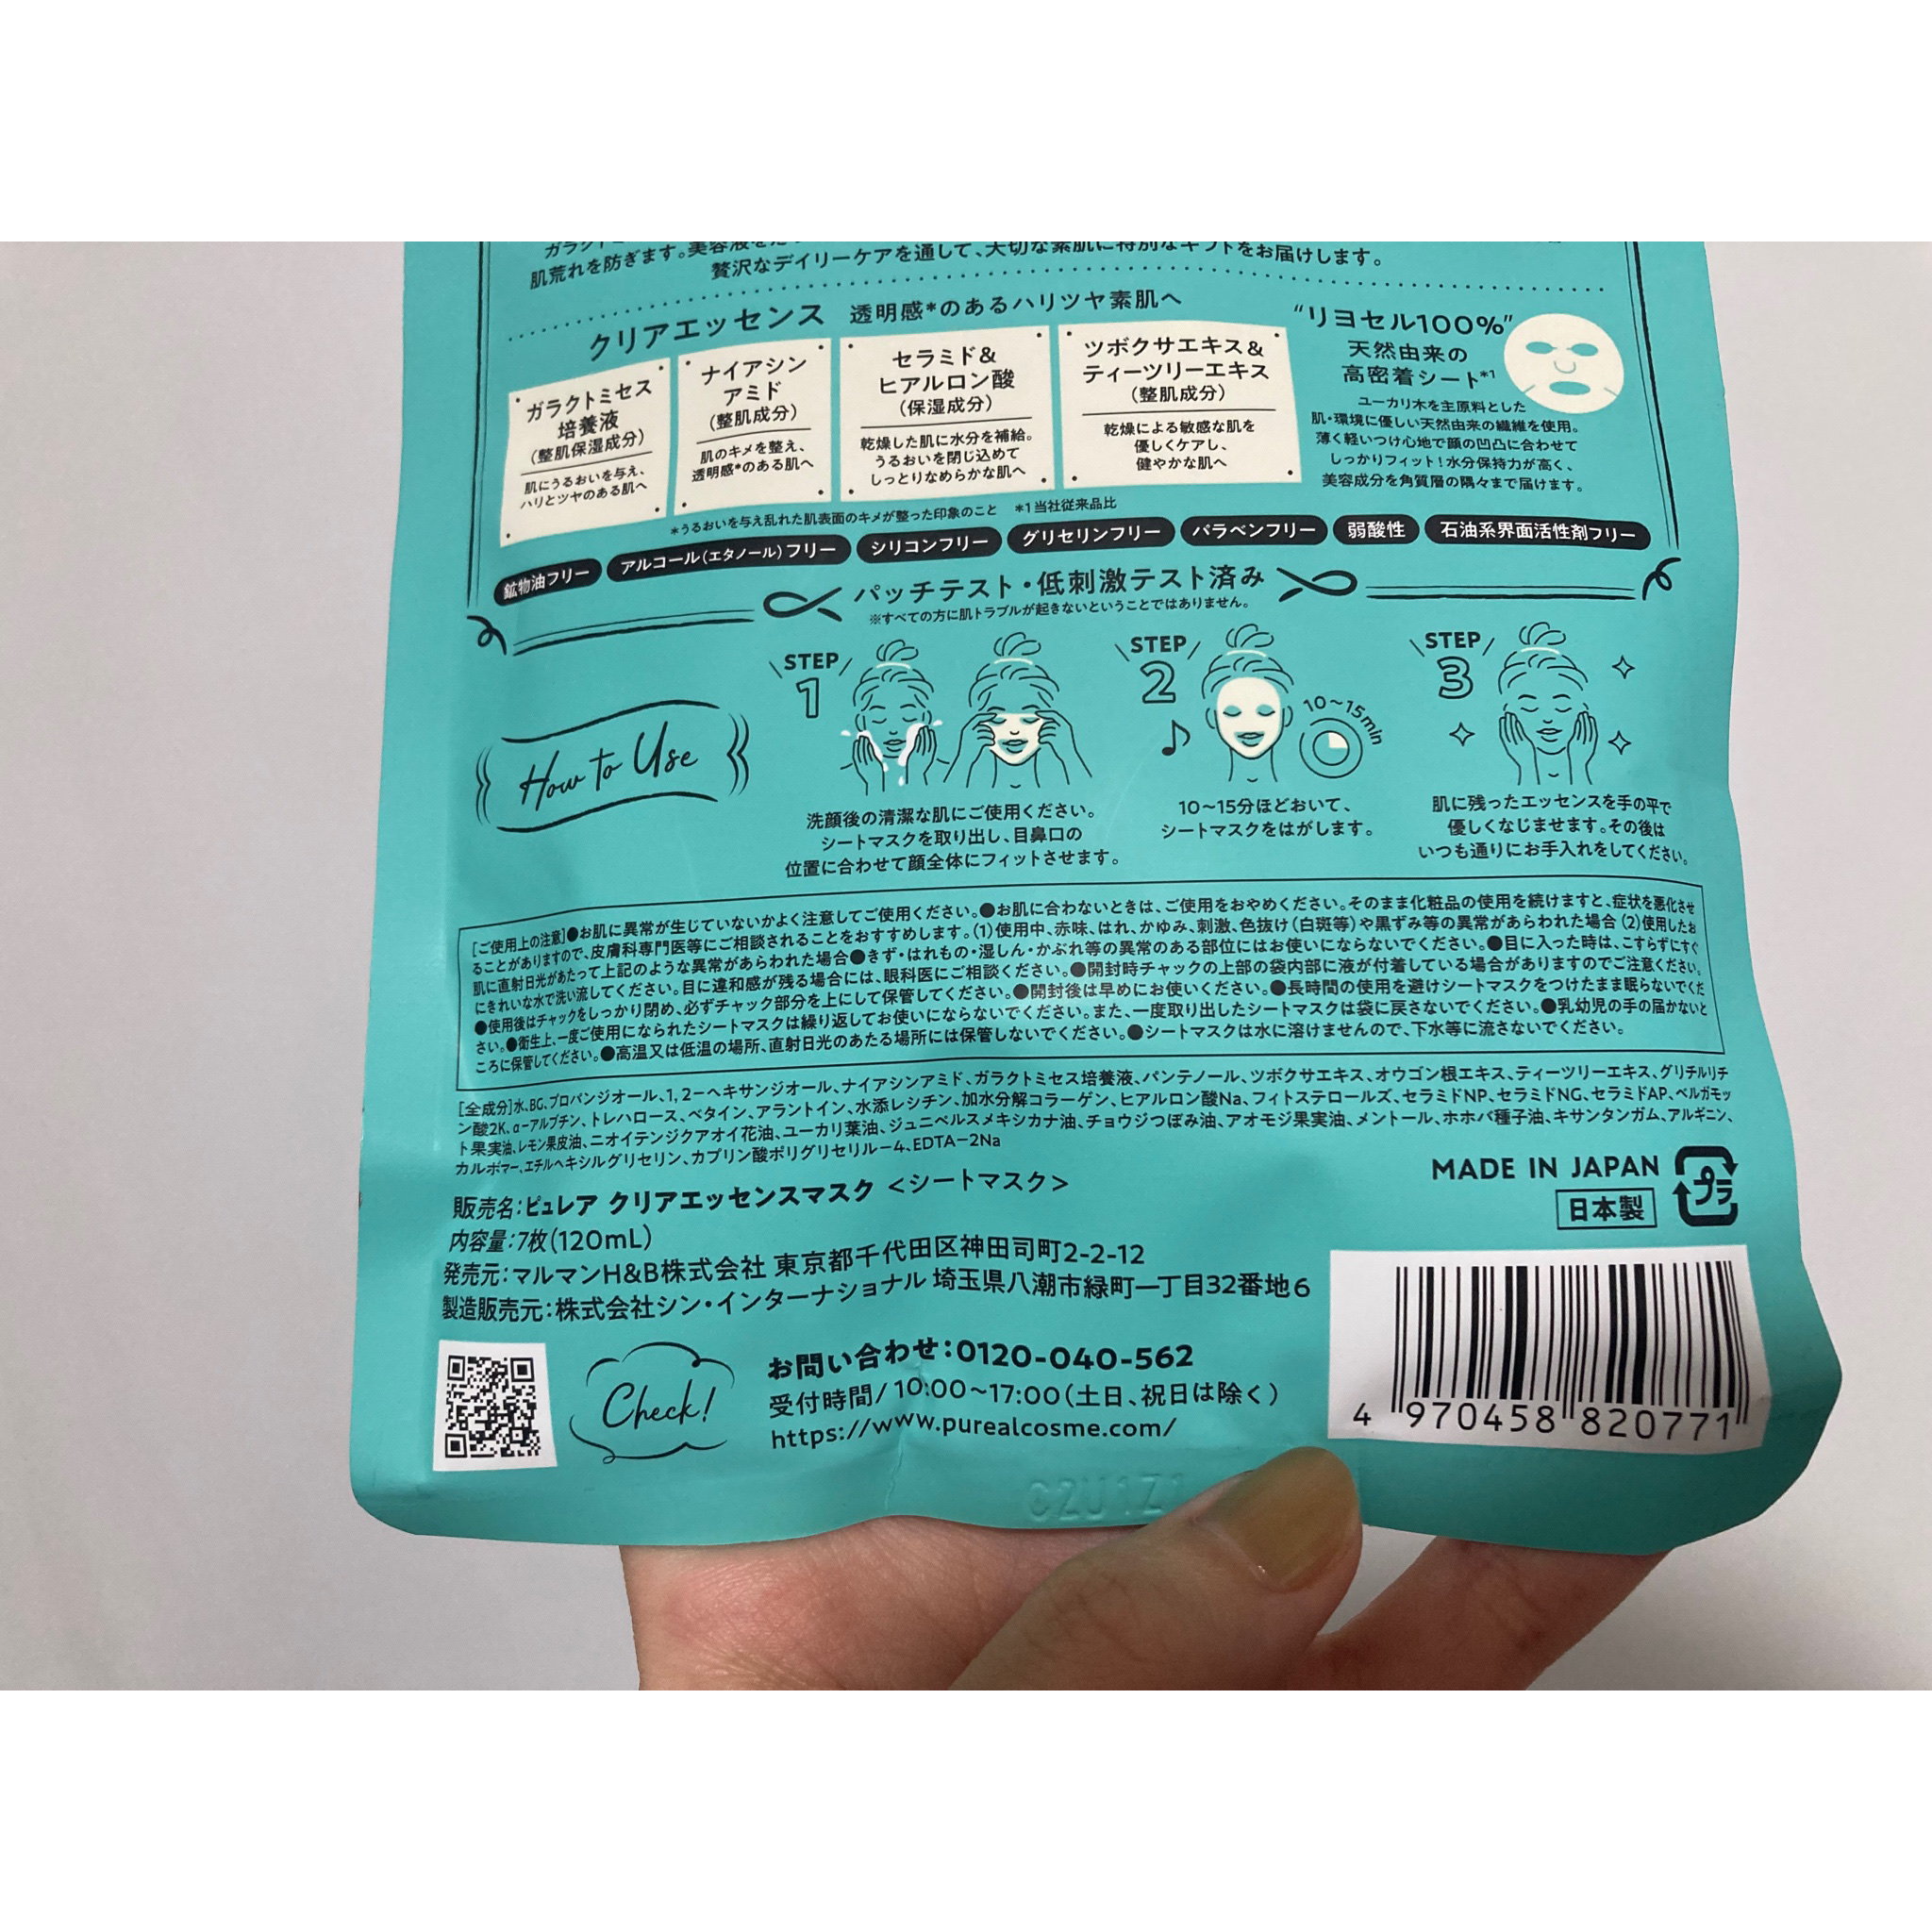 肌荒れを防ぎます。美容液を
贅沢なデイリーケアを通して、大切な素肌に特別なギフトをお届けします。
クリアエッセンス 透明感*のあるハリツヤ素肌へ
ガラクトミセス
培養液
(整肌保湿成分)
肌にうるおいを与え、
ハリとツヤのある肌へ
ナイアシン
アミド
(整肌成分)
肌のキメを整え、
透明感*のある肌へ
セラミド&
ヒアルロン酸
(保湿成分)
乾燥した肌に水分を補給。
うるおいを閉じ込めて
しっとりなめらかな肌へ
ツボクサエキス&
ティーツリーエキス
(整肌成分)
乾燥による敏感な肌を
優しくケアし、
健やかな肌へ
“リヨセル100%”
天然由来の
高密着シート*1
ユーカリ木を主原料とした
肌・環境に優しい天然由来の繊維を使用。
薄く軽いつけ心地で顔の凹凸に合わせて
しっかりフィット!水分保持力が高く、
美容成分を角質層の隅々まで届けます。
*うるおいを与え乱れた肌表面のキメが整った印象のこと *1当社従来品比
鉱物油フリー アルコール(エタノール)フリー シリコンフリー グリセリンフリー パラベンフリー 弱酸性 石油系界面活性剤フリー
パッチテスト・低刺激テスト済み
※すべての方に肌トラブルが起きないということではありません。
How to Use
STEP 1
洗顔後の清潔な肌にご使用ください。
シートマスクを取り出し、目鼻口の
位置に合わせて顔全体にフィットさせます。
STEP 2
10~15min
10~15分ほどおいて、
シートマスクをはがします。
STEP 3
肌に残ったエッセンスを手の平で
優しくなじませます。その後は
いつも通りにお手入れをしてください。
[ご使用上の注意]●お肌に異常が生じていないかよく注意してご使用ください。●お肌に合わないときは、ご使用をおやめください。そのまま化粧品の使用を続けますと、症状を悪化させ
ることがありますので、皮膚科専門医等にご相談されることをおすすめします。(1)使用中、赤味、はれ、かゆみ、刺激、色抜け(白斑等)や黒ずみ等の異常があらわれた場合 (2)使用したお
肌に直射日光があたって上記のような異常があらわれた場合●きず・はれもの・湿しん・かぶれ等の異常のある部位にはお使いにならないでください。●目に入った時は、こすらずにすぐ
にきれいな水で洗い流してください。目に違和感が残る場合には、眼科医にご相談ください。●開封時チャックの上部の袋内部に液が付着している場合がありますのでご注意ください。
●使用後はチャックをしっかり閉め、必ずチャック部分を上にして保管してください。●開封後は早めにお使いください。●長時間の使用を避けシートマスクをつけたまま眠らないでくだ
さい。●衛生上、一度ご使用になられたシートマスクは繰り返してお使いにならないでください。また、一度取り出したシートマスクは袋に戻さないでください。●乳幼児の手の届かないと
ころに保管してください。●高温又は低温の場所、直射日光のあたる場所には保管しないでください。●シートマスクは水に溶けませんので、下水等に流さないでください。
[全成分]水、BG、プロパンジオール、1,2-ヘキサンジオール、ナイアシンアミド、ガラクトミセス培養液、パンテノール、ツボクサエキス、オウゴン根エキス、ティーツリーエキス、グリチルリチ
ン酸2K、α-アルブチン、トレハロース、ベタイン、アラントイン、水添レシチン、加水分解コラーゲン、ヒアルロン酸Na、フィトステロールズ、セラミドNP、セラミドNG、セラミドAP、ベルガモッ
ト果実油、レモン果皮油、ニオイテンジクアオイ花油、ユーカリ葉油、ジュニペルスメキシカナ油、チョウジつぼみ油、アオモジ果実油、メントール、ホホバ種子油、キサンタンガム、アルギニン、
カルボマー、エチルヘキシルグリセリン、カプリン酸ポリグリセリル-4、EDTA-2Na
販売名:ピュレア クリアエッセンスマスク <シートマスク>
内容量:7枚(120mL)
発売元:マルマンH&B株式会社 東京都千代田区神田司町2-2-12
製造販売元:株式会社シン・インターナショナル 埼玉県八潮市緑町一丁目32番地6
MADE IN JAPAN
日本製
プラ
Check!
お問い合わせ:0120-040-562
受付時間/10:00~17:00(土日、祝日は除く)
https://www.purealcosme.com/
4 970458 820771
C2U1Z1